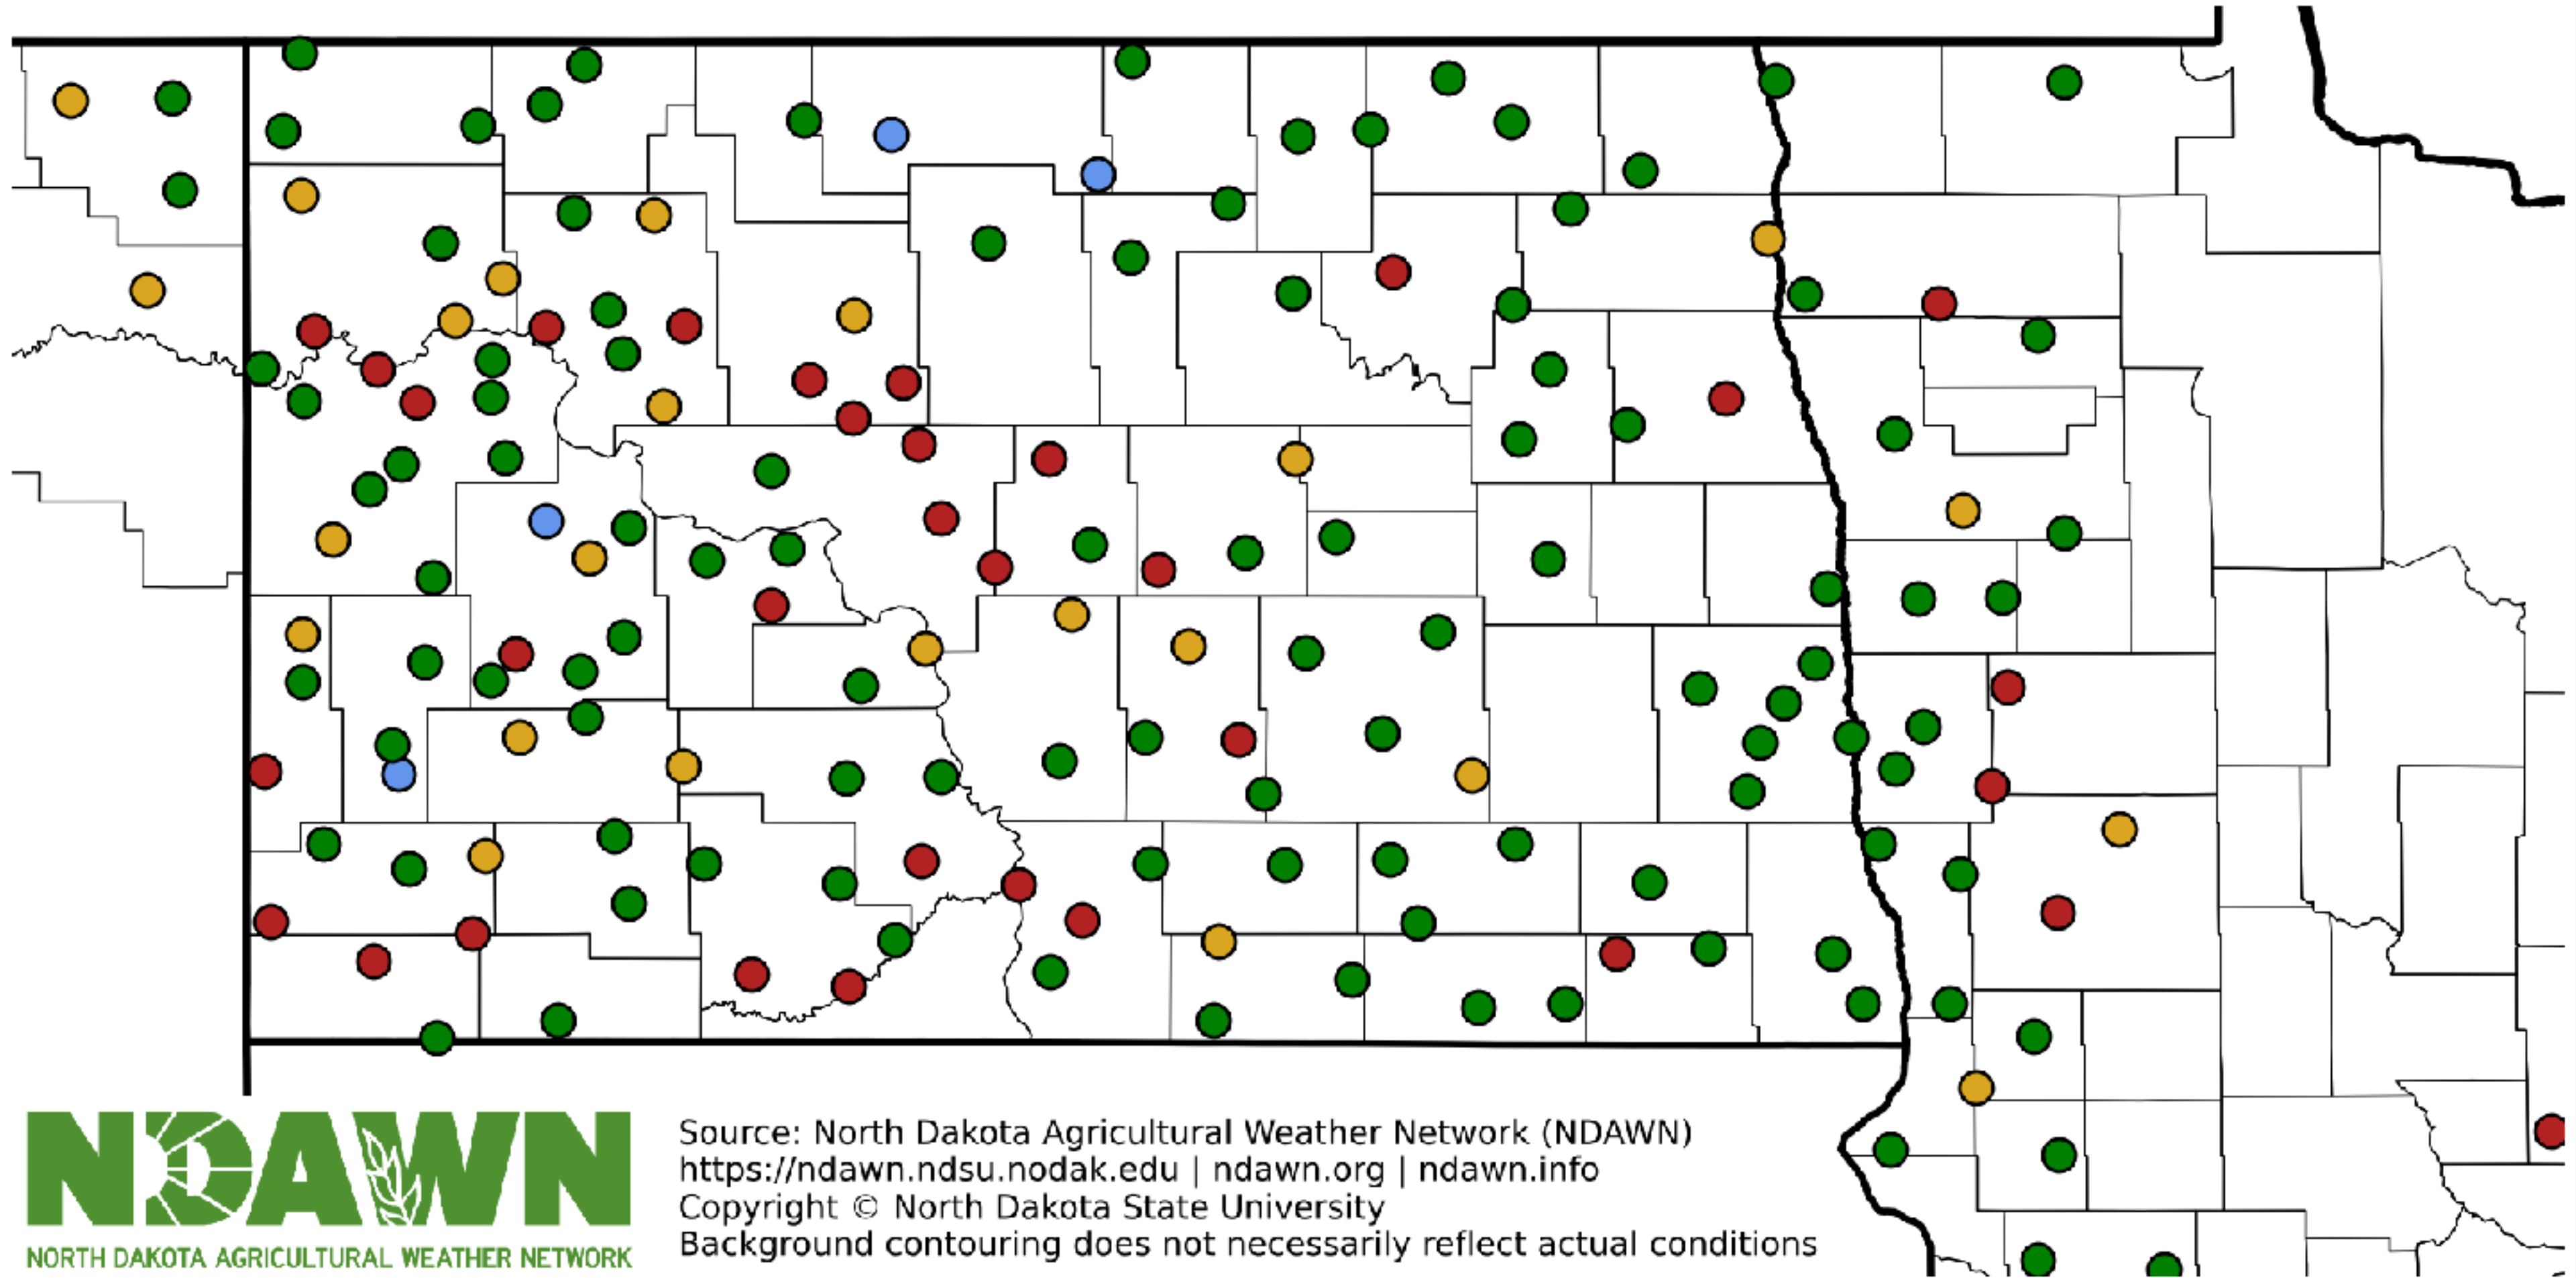 NDAWN
NORTH DAKOTA AGRICULTURAL WEATHER NETWORK
Source: North Dakota Agricultural Weather Network (NDAWN)
https://ndawn.ndsu.nodak.edu | ndawn.org | ndawn.info
Copyright © North Dakota State University
Background contouring does not necessarily reflect actual conditions